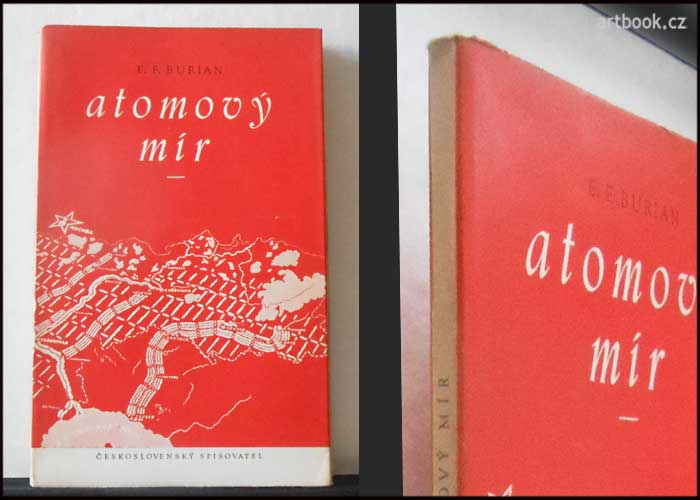 E. F. BURIAN
atomový
mír
ČESKOSLOVENSKÝ SPISOVATEL
artbook.cz
E. F. BURIAN
atomov
mír
OVÝ MÍR